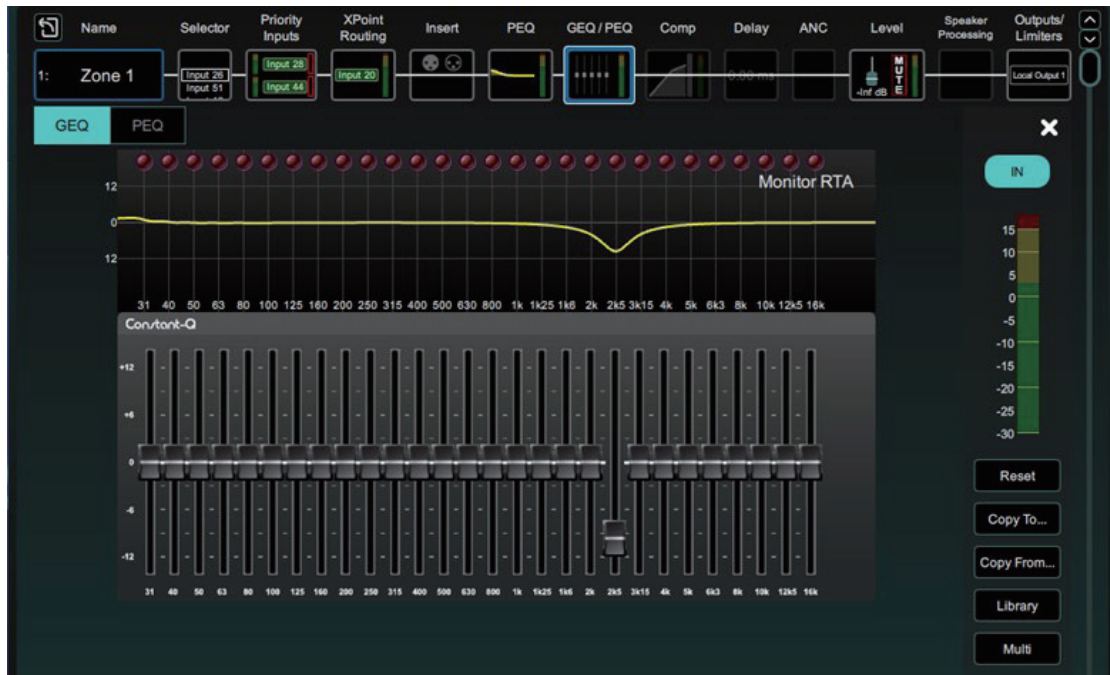 Name
Selector
Priority
Inputs
XPoint
Routing
Insert
PEQ
GEQ / PEQ
Comp
Delay
ANC
Level
Speaker
Processing
Outputs/
Limiters
1:
Zone 1
Input 26
Input 51
Input 28
Input 44
Input 20
0.00 ms
-Inf dB
MUTE
Local Output 1
GEQ
PEQ
IN
Monitor RTA
12
0
12
31 40 50 63 80 100 125 160 200 250 315 400 500 630 800 1k 1k25 1k6 2k 2k5 3k15 4k 5k 6k3 8k 10k 12k5 16k
Constant-Q
+12
+6
0
-6
-12
31 40 50 63 80 100 125 160 200 250 315 400 500 630 800 1k 1k25 1k6 2k 2k5 3k15 4k 5k 6k3 8k 10k 12k5 16k
15
10
5
0
-5
-10
-15
-20
-25
-30
Reset
Copy To...
Copy From...
Library
Multi